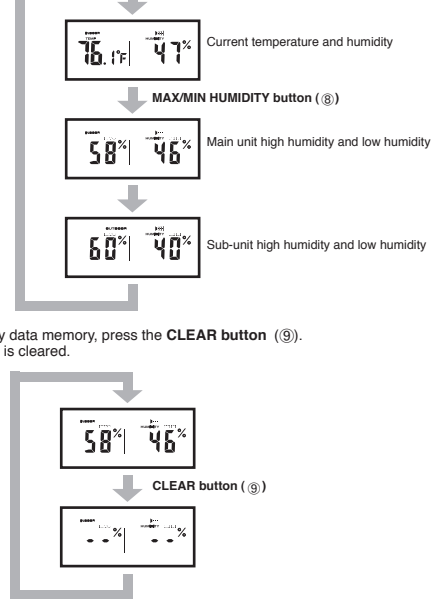 76.1°F 47%
Current temperature and humidity
MAX/MIN HUMIDITY button (⑧)
58% 46%
Main unit high humidity and low humidity
OUTDOOR
60% 40%
Sub-unit high humidity and low humidity
y data memory, press the CLEAR button (⑨).
is cleared.
58% 46%
CLEAR button (⑨)
--% --%